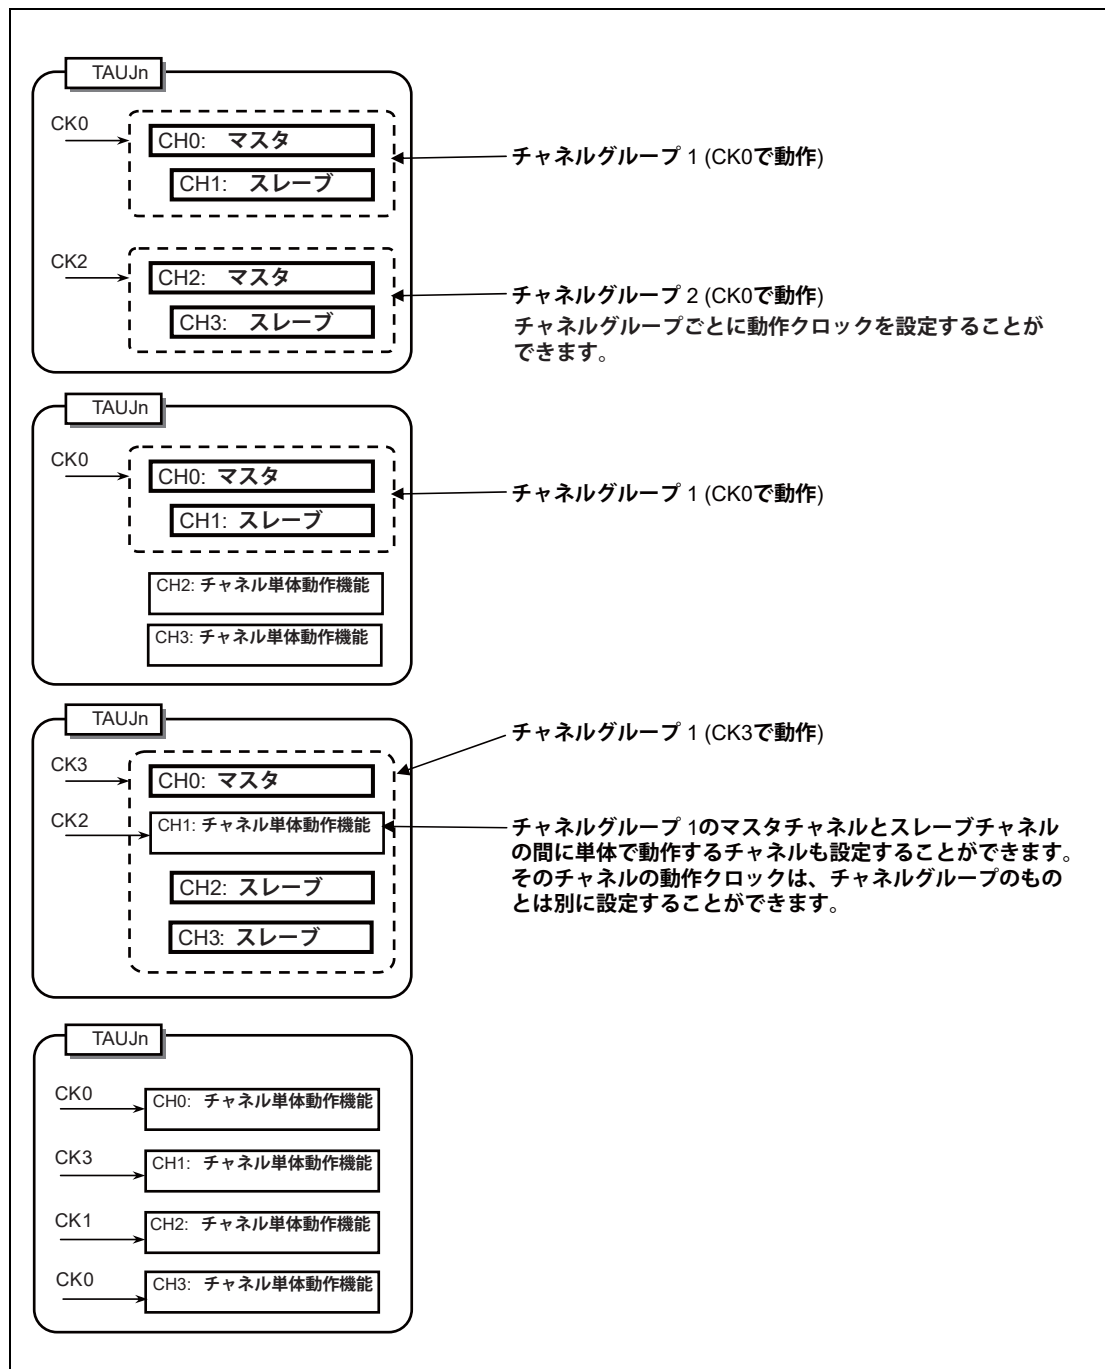 TAUJn
CK0
CH0: マスタ
CH1: スレーブ
チャネルグループ 1 (CK0で動作)
CK2
CH2: マスタ
CH3: スレーブ
チャネルグループ 2 (CK0で動作)
チャネルグループごとに動作クロックを設定することが
できます。
TAUJn
CK0
CH0: マスタ
CH1: スレーブ
チャネルグループ 1 (CK0で動作)
CH2: チャネル単体動作機能
CH3: チャネル単体動作機能
TAUJn
チャネルグループ 1 (CK3で動作)
CK3
CH0: マスタ
CK2
CH1: チャネル単体動作機能
チャネルグループ 1のマスタチャネルとスレーブチャネル
の間に単体で動作するチャネルも設定することができます。
そのチャネルの動作クロックは、チャネルグループのもの
とは別に設定することができます。
CH2: スレーブ
CH3: スレーブ
TAUJn
CK0
CH0: チャネル単体動作機能
CK3
CH1: チャネル単体動作機能
CK1
CH2: チャネル単体動作機能
CK0
CH3: チャネル単体動作機能